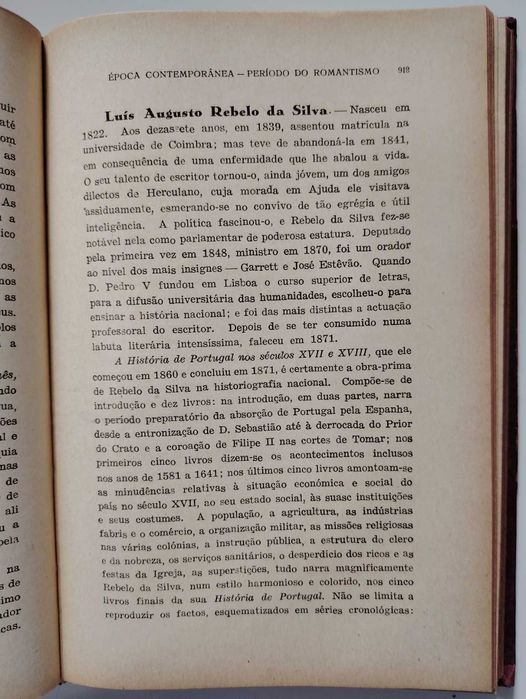 ÉPOCA CONTEMPORÂNEA — PERÍODO DO ROMANTISMO 913
Luís Augusto Rebelo da Silva. — Nasceu em
1822. Aos dezassete anos, em 1839, assentou matrícula na
universidade de Coimbra; mas teve de abandoná-la em 1841,
em consequência de uma enfermidade que lhe abalou a vida.
O seu talento de escritor tornou-o, ainda jóvem, um dos amigos
dilectos de Herculano, cuja morada em Ajuda ele visitava
assiduamente, esmerando-se no convivo de tão egrégia e útil
inteligência. A política fascinou-o, e Rebelo da Silva fez-se
notável nela como parlamentar de poderosa estatura. Deputado
pela primeira vez em 1848, ministro em 1870, foi um orador
ao nível dos mais insignes — Garrett e José Estêvão. Quando
D. Pedro V fundou em Lisboa o curso superior de letras,
para a difusão universitária das humanidades, escolheu-o para
ensinar a história nacional; e foi das mais distintas a actuação
professoral do escritor. Depois de se ter consumido numa
labuta literária intensíssima, faleceu em 1871.
A História de Portugal nos séculos XVII e XVIII, que ele
começou em 1860 e concluiu em 1871, é certamente a obra-prima
de Rebelo da Silva na historiografia nacional. Compõe-se de
introdução e dez livros: na introdução, em duas partes, narra
o período preparatório da absorção de Portugal pela Espanha,
desde a entronização de D. Sebastião até à derrocada do Prior
do Crato e a coroação de Filipe II nas cortes de Tomar; nos
primeiros cinco livros dizem-se os acontecimentos inclusos
nos anos de 1581 a 1641; nos últimos cinco livros amontoam-se
as minudências relativas à situação económica e social do
país no século XVII, ao seu estado social, às suasc instituições
e seus costumes. A população, a agricultura, as indústrias
fabris e o comércio, a organização militar, as missões religiosas
nas várias colónias, a instrução pública, a estrutura do clero
e da nobreza, os serviços sanitários, o desperdício dos ricos e as
festas da Igreja, as superstições, tudo narra magnificamente
Rebelo da Silva, num estilo harmonioso e colorido, nos cinco
livros finais da sua História de Portugal. Não se limita a
reproduzir os factos, esquematizados em séries cronológicas: